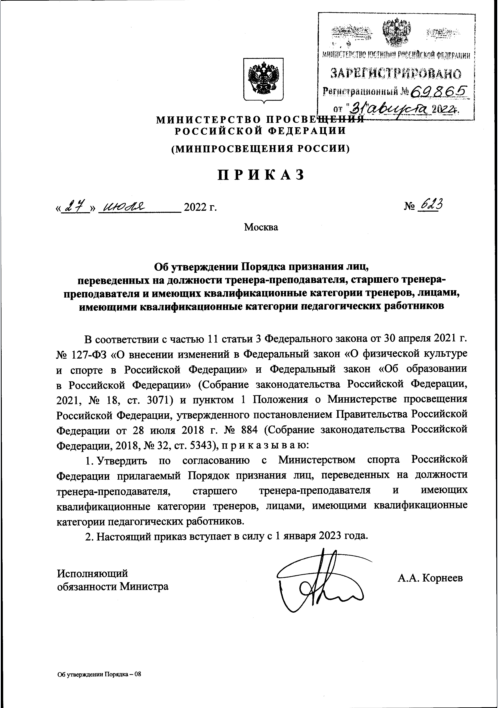 МИНИСТЕРСТВО ЮСТИЦИИ РОССИЙСКОЙ ФЕДЕРАЦИИ
ЗАРЕГИСТРИРОВАНО
Регистрационный № 69865
от "31" августа 2022г.
МИНИСТЕРСТВО ПРОСВЕЩЕНИЯ
РОССИЙСКОЙ ФЕДЕРАЦИИ
(МИНПРОСВЕЩЕНИЯ РОССИИ)
ПРИКАЗ
« 27 » июля 2022 г.
№ 623
Москва
Об утверждении Порядка признания лиц,
переведенных на должности тренера-преподавателя, старшего тренера-
преподавателя и имеющих квалификационные категории тренеров, лицами,
имеющими квалификационные категории педагогических работников
В соответствии с частью 11 статьи 3 Федерального закона от 30 апреля 2021 г.
№ 127-ФЗ «О внесении изменений в Федеральный закон «О физической культуре
и спорте в Российской Федерации» и Федеральный закон «Об образовании
в Российской Федерации» (Собрание законодательства Российской Федерации,
2021, № 18, ст. 3071) и пунктом 1 Положения о Министерстве просвещения
Российской Федерации, утвержденного постановлением Правительства Российской
Федерации от 28 июля 2018 г. № 884 (Собрание законодательства Российской
Федерации, 2018, № 32, ст. 5343), п р и к а з ы в а ю:
1. Утвердить по согласованию с Министерством спорта Российской
Федерации прилагаемый Порядок признания лиц, переведенных на должности
тренера-преподавателя, старшего тренера-преподавателя и имеющих
квалификационные категории тренеров, лицами, имеющими квалификационные
категории педагогических работников.
2. Настоящий приказ вступает в силу с 1 января 2023 года.
Исполняющий
обязанности Министра
А.А. Корнеев
Об утверждении Порядка – 08